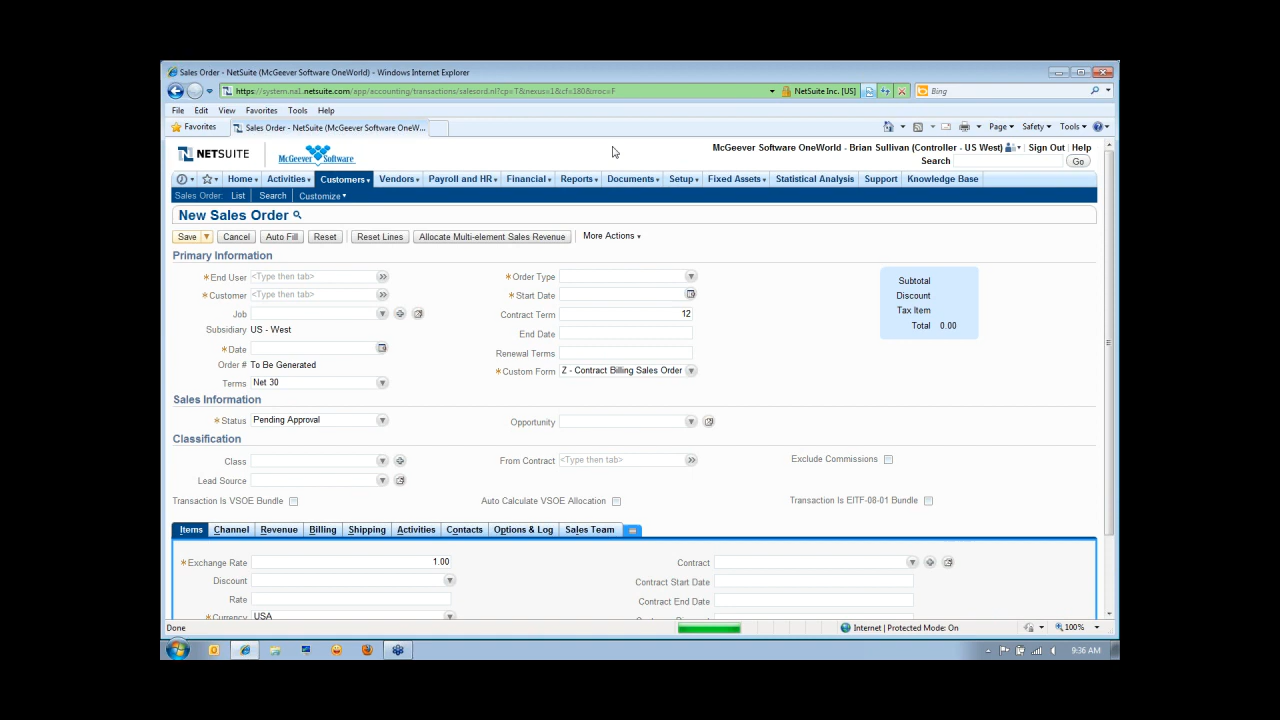 Sales Order - NetSuite (McGeever Software OneWorld) - Windows Internet Explorer
https://system.na1.netsuite.com/app/accounting/transactions/salesord.nl?cp=T&nexus=1&cf=180&croc=F NetSuite Inc. [US] Bing
File Edit View Favorites Tools Help
Favorites Sales Order - NetSuite (McGeever Software OneW... Page Safety Tools
NETSUITE McGeever Software McGeever Software OneWorld - Brian Sullivan (Controller - US West) Sign Out Help
Search Go
Home Activities Customers Vendors Payroll and HR Financial Reports Documents Setup Fixed Assets Statistical Analysis Support Knowledge Base
Sales Order: List Search Customize
New Sales Order
Save Cancel Auto Fill Reset Reset Lines Allocate Multi-element Sales Revenue More Actions
Primary Information
* End User <Type then tab> * Order Type Subtotal
* Customer <Type then tab> * Start Date Discount
Job Contract Term 12 Tax Item
Subsidiary US - West End Date Total 0.00
* Date Renewal Terms
Order # To Be Generated * Custom Form Z - Contract Billing Sales Order
Terms Net 30
Sales Information
* Status Pending Approval Opportunity
Classification
Class From Contract <Type then tab> Exclude Commissions
Lead Source
Transaction Is VSOE Bundle Auto Calculate VSOE Allocation Transaction Is EITF-08-01 Bundle
Items Channel Revenue Billing Shipping Activities Contacts Options & Log Sales Team
* Exchange Rate 1.00 Contract
Discount Contract Start Date
Rate Contract End Date
* Currency USA
Done Internet | Protected Mode: On 100%
9:36 AM